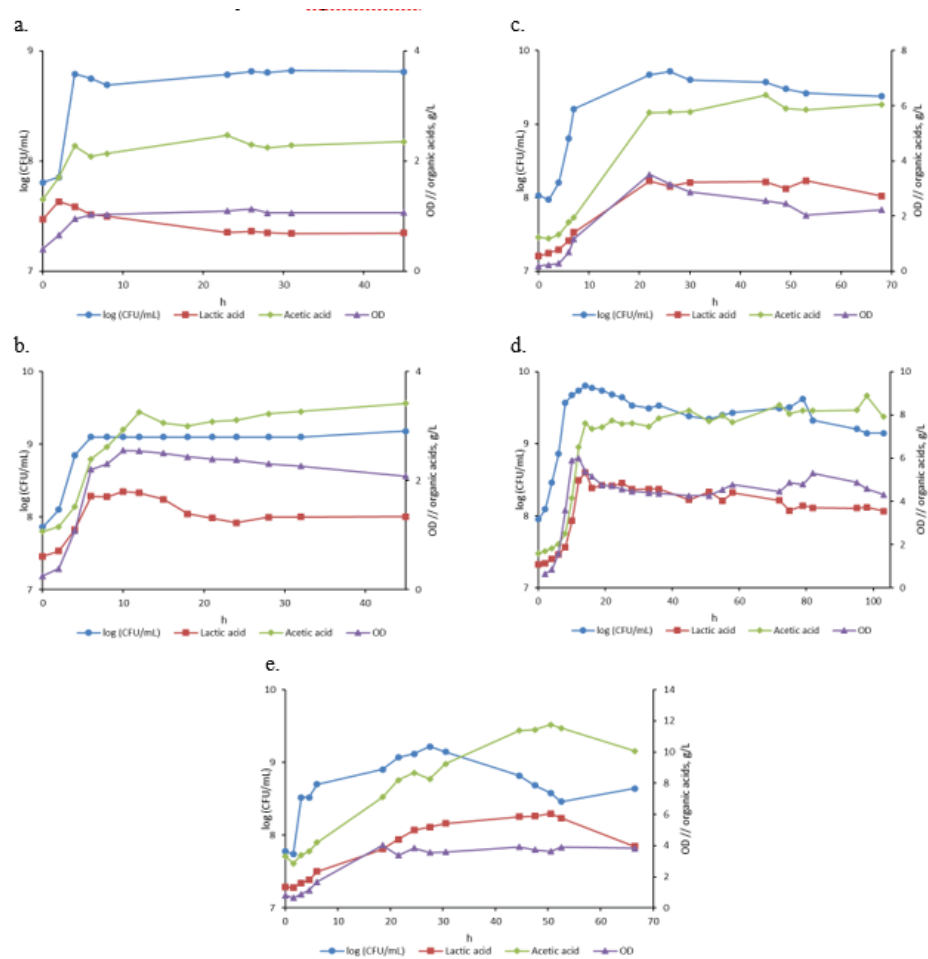 a.
9
8
7
log (CFU/mL)
4
2
0
OD // organic acids, g/L
0 10 20 30 40
h
log (CFU/mL) Lactic acid Acetic acid OD
c.
10
9
8
7
log (CFU/mL)
8
6
4
2
0
OD // organic acids, g/L
0 10 20 30 40 50 60 70
h
log (CFU/mL) Lactic acid Acetic acid OD
b.
10
9
8
7
log (CFU/mL)
4
2
0
OD // organic acids, g/L
0 10 20 30 40
h
log (CFU/mL) Lactic acid Acetic acid OD
d.
10
9
8
7
log (CFU/mL)
10
8
6
4
2
0
OD // organic acids, g/L
0 20 40 60 80 100
h
log (CFU/mL) Lactic acid Acetic acid OD
e.
10
9
8
7
log (CFU/mL)
14
12
10
8
6
4
2
0
OD // organic acids, g/L
0 10 20 30 40 50 60 70
h
log (CFU/mL) Lactic acid Acetic acid OD